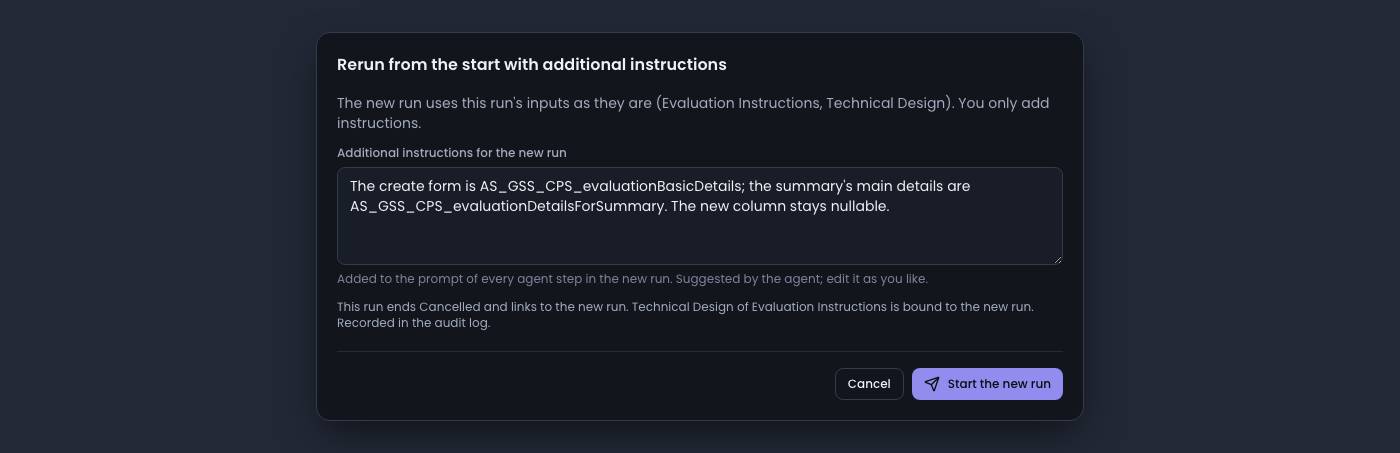 Rerun from the start with additional instructions
The new run uses this run's inputs as they are (Evaluation Instructions, Technical Design). You only add
instructions.
Additional instructions for the new run
The create form is AS_GSS_CPS_evaluationBasicDetails; the summary's main details are
AS_GSS_CPS_evaluationDetailsForSummary. The new column stays nullable.
Added to the prompt of every agent step in the new run. Suggested by the agent; edit it as you like.
This run ends Cancelled and links to the new run. Technical Design of Evaluation Instructions is bound to the new run.
Recorded in the audit log.
Cancel
Start the new run